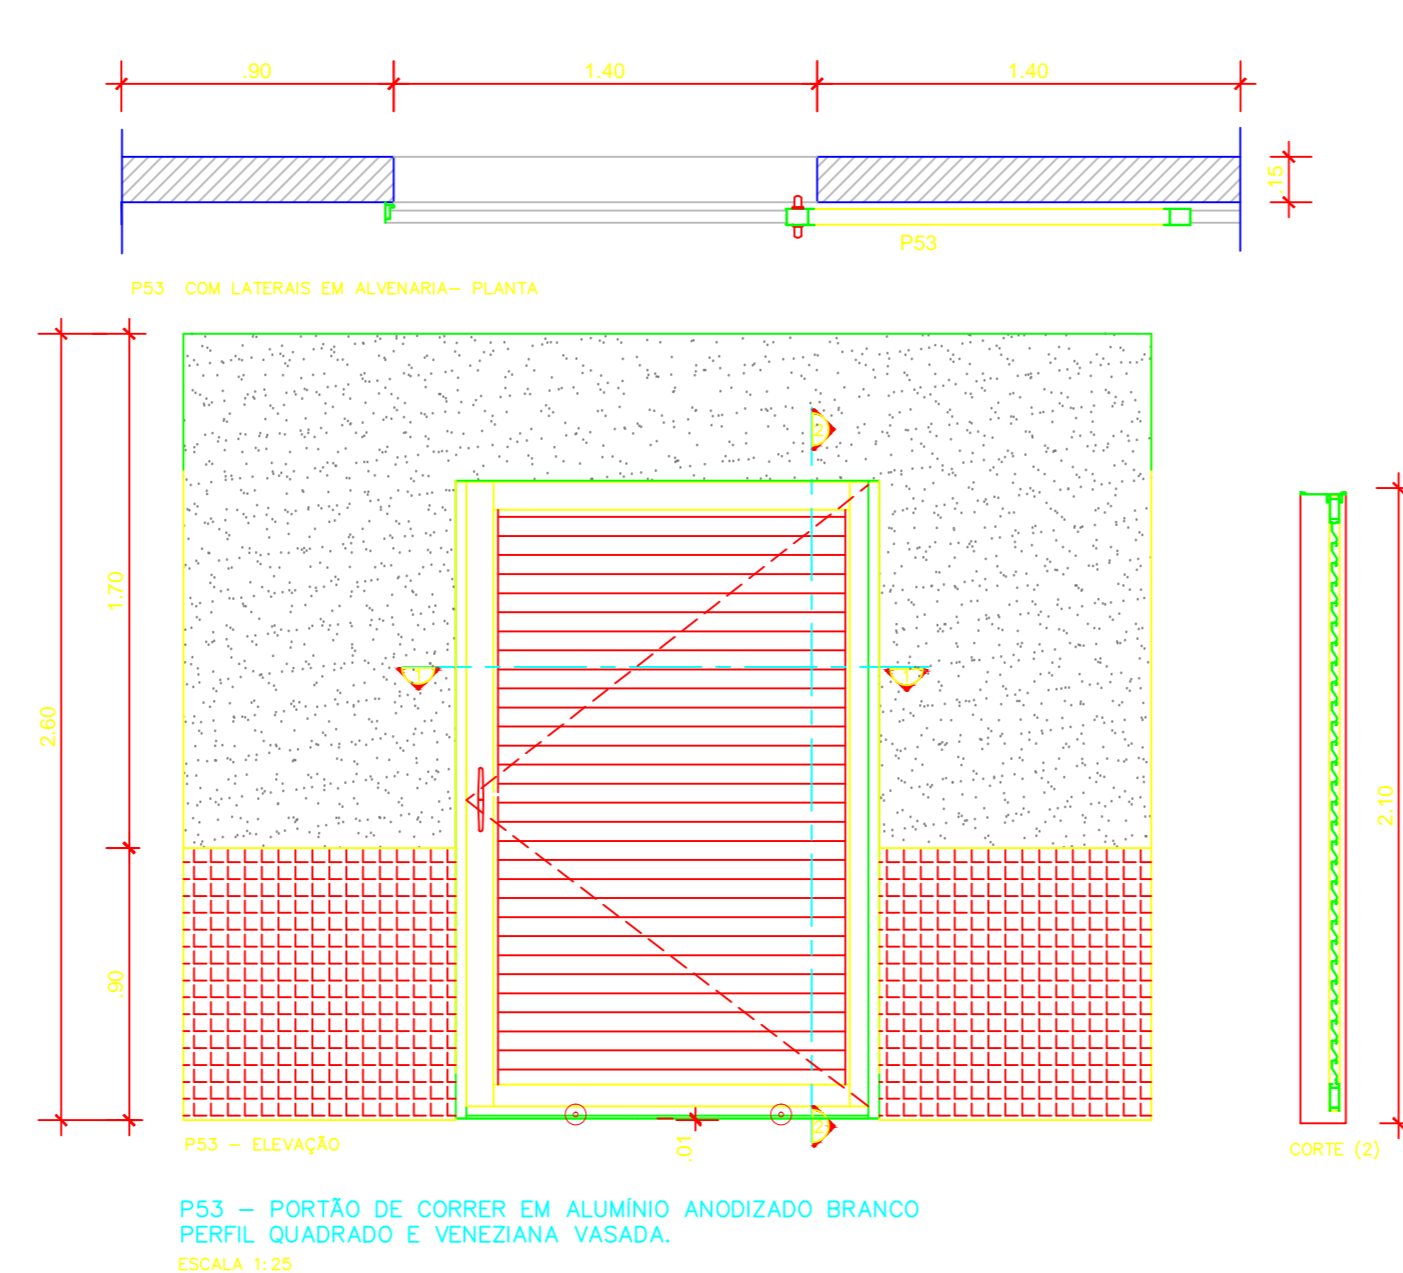 .90
1.40
1.40
.15
P53
P53 COM LATERAIS EM ALVENARIA- PLANTA
2
1.70
2.60
1
1
2.10
.90
2
.01
P53 - ELEVAÇÃO
CORTE (2)
P53 - PORTÃO DE CORRER EM ALUMÍNIO ANODIZADO BRANCO
PERFIL QUADRADO E VENEZIANA VASADA.
ESCALA 1:25